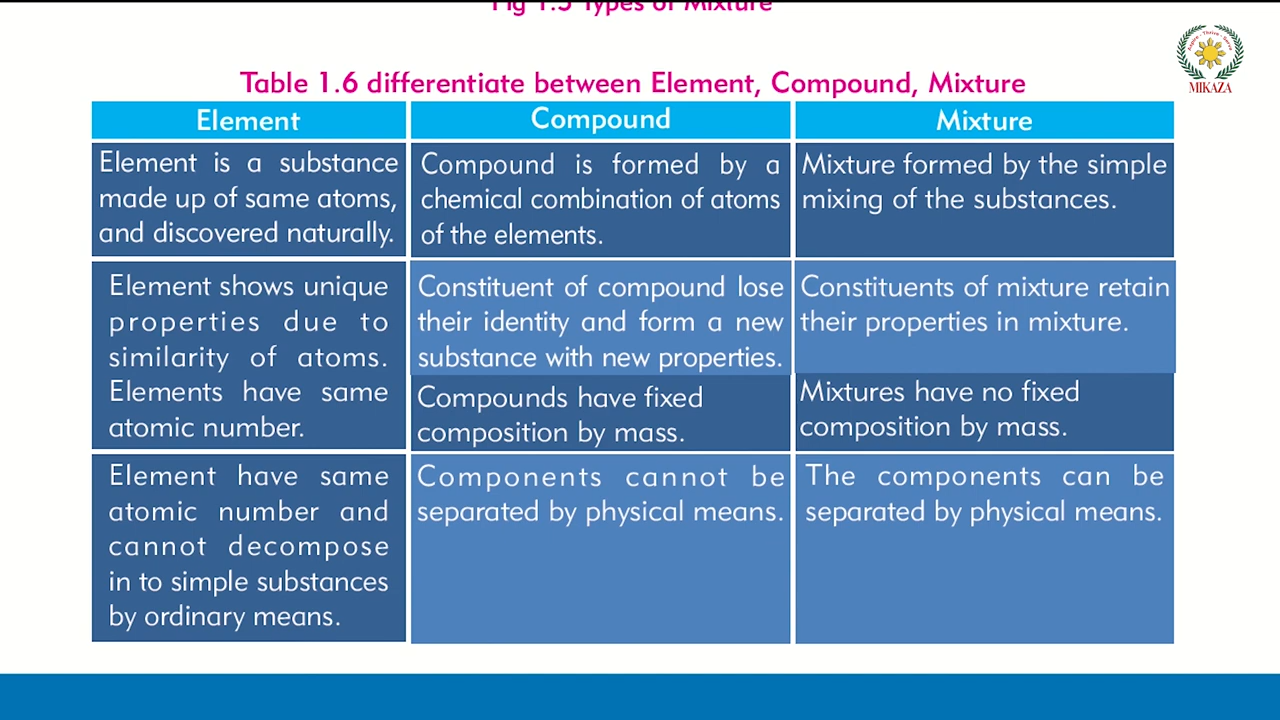 Fig 1.5 Types of Mixture
MIKAZA
Table 1.6 differentiate between Element, Compound, Mixture
Element
Compound
Mixture
Element is a substance
made up of same atoms,
and discovered naturally.
Compound is formed by a
chemical combination of atoms
of the elements.
Mixture formed by the simple
mixing of the substances.
Element shows unique
properties due to
similarity of atoms.
Elements have same
atomic number.
Constituent of compound lose
their identity and form a new
substance with new properties.
Constituents of mixture retain
their properties in mixture.
Compounds have fixed
composition by mass.
Mixtures have no fixed
composition by mass.
Element have same
atomic number and
cannot decompose
in to simple substances
by ordinary means.
Components cannot be
separated by physical means.
The components can be
separated by physical means.